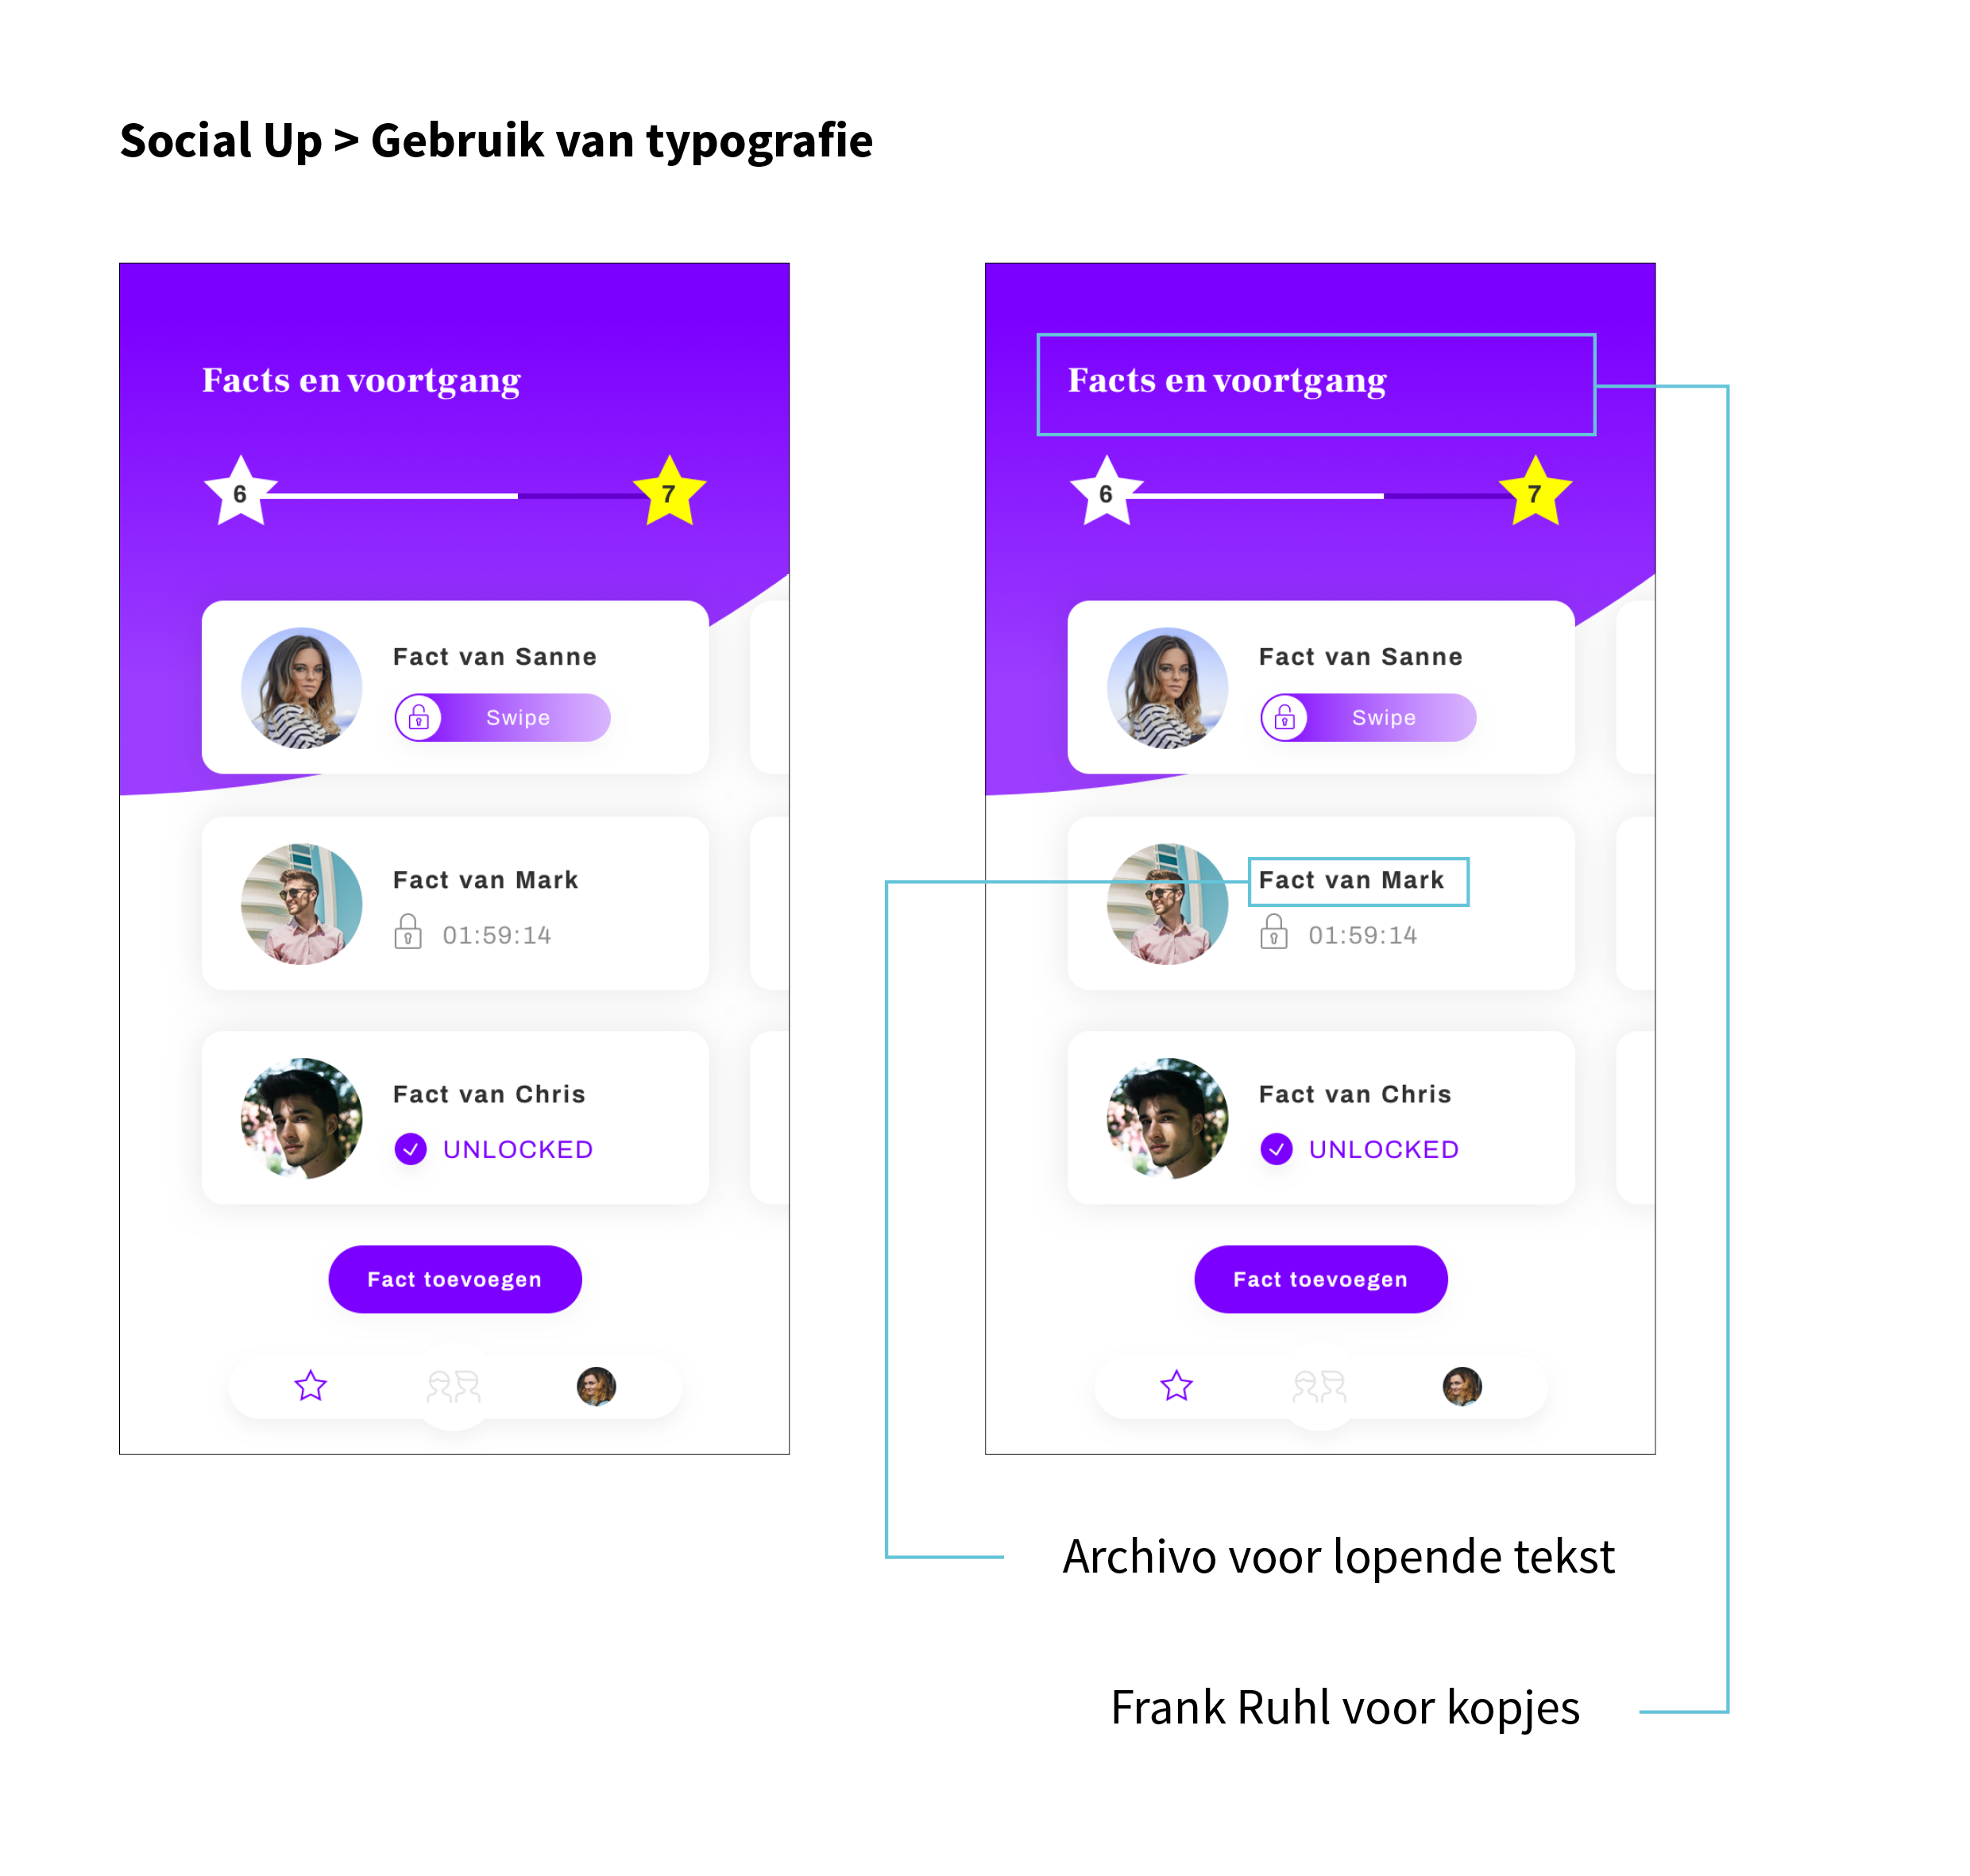 Social Up > Gebruik van typografie
Facts en voortgang
6
7
Fact van Sanne
Swipe
Fact van Mark
01:59:14
Fact van Chris
UNLOCKED
Fact toevoegen
Facts en voortgang
6
7
Fact van Sanne
Swipe
Fact van Mark
01:59:14
Fact van Chris
UNLOCKED
Fact toevoegen
Archivo voor lopende tekst
Frank Ruhl voor kopjes